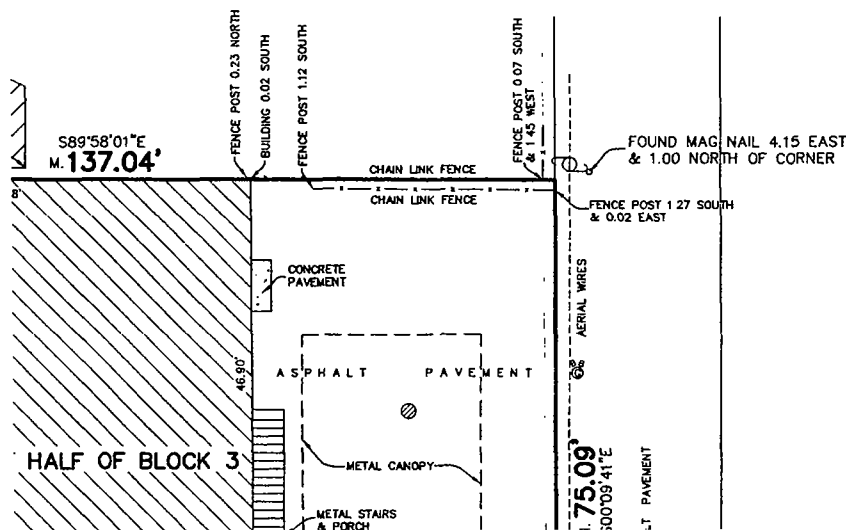 FENCE POST 0.23 NORTH
BUILDING 0.02 SOUTH
FENCE POST 1.12 SOUTH
FENCE POST 0.07 SOUTH
& 1.45 WEST
S89°58'01"E
M. 137.04'
CHAIN LINK FENCE
CHAIN LINK FENCE
FOUND MAG NAIL 4.15 EAST
& 1.00 NORTH OF CORNER
8'
FENCE POST 1.27 SOUTH
& 0.02 EAST
CONCRETE
PAVEMENT
AERIAL WIRES
46.90'
ASPHALT PAVEMENT
HALF OF BLOCK 3
METAL CANOPY
METAL STAIRS
& PORCH
75.09'
S00°09'41"E
LT PAVEMENT